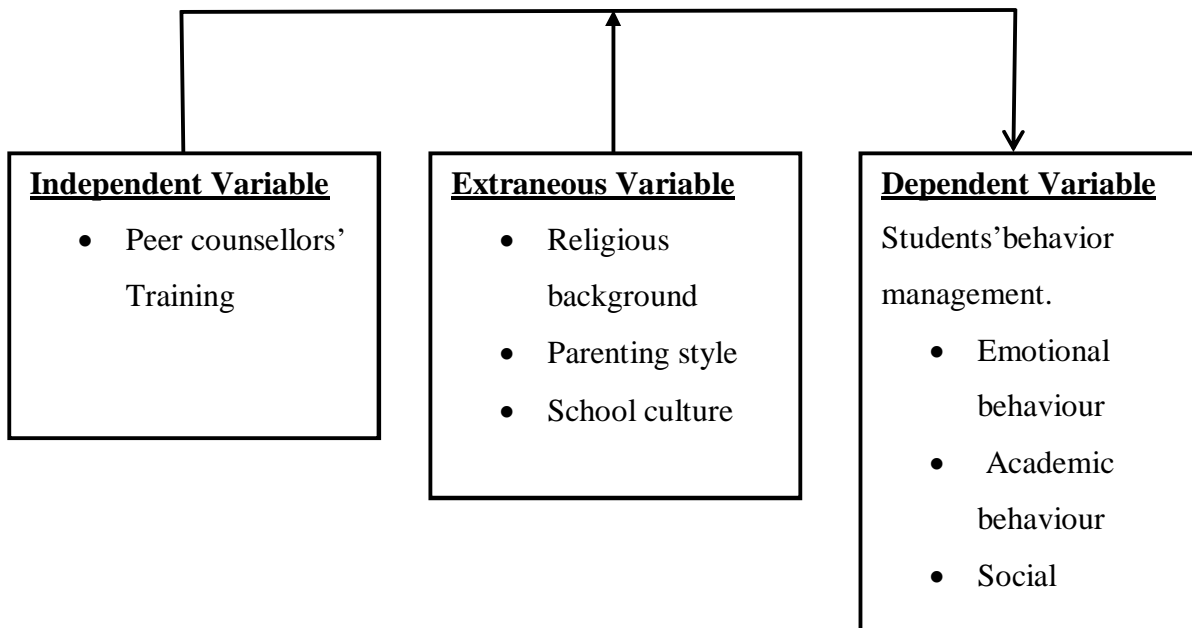 Independent Variable
• Peer counsellors’
Training
Extraneous Variable
• Religious
background
• Parenting style
• School culture
Dependent Variable
Students’behavior
management.
• Emotional
behaviour
• Academic
behaviour
• Social